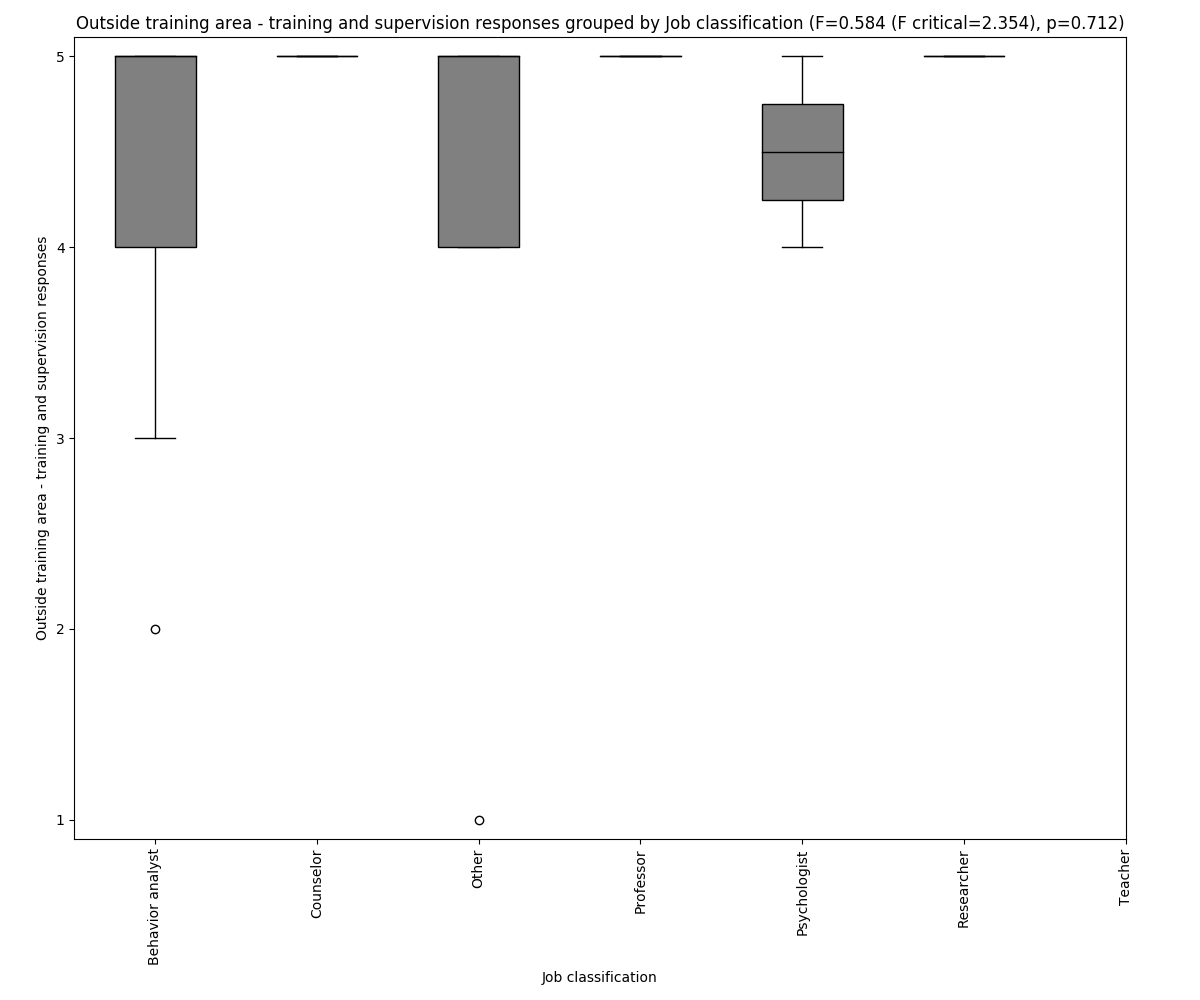 Outside training area - training and supervision responses grouped by Job classification (F=0.584 (F critical=2.354), p=0.712)
Outside training area - training and supervision responses
5
4
3
2
1
Behavior analyst
Counselor
Other
Professor
Psychologist
Researcher
Teacher
Job classification